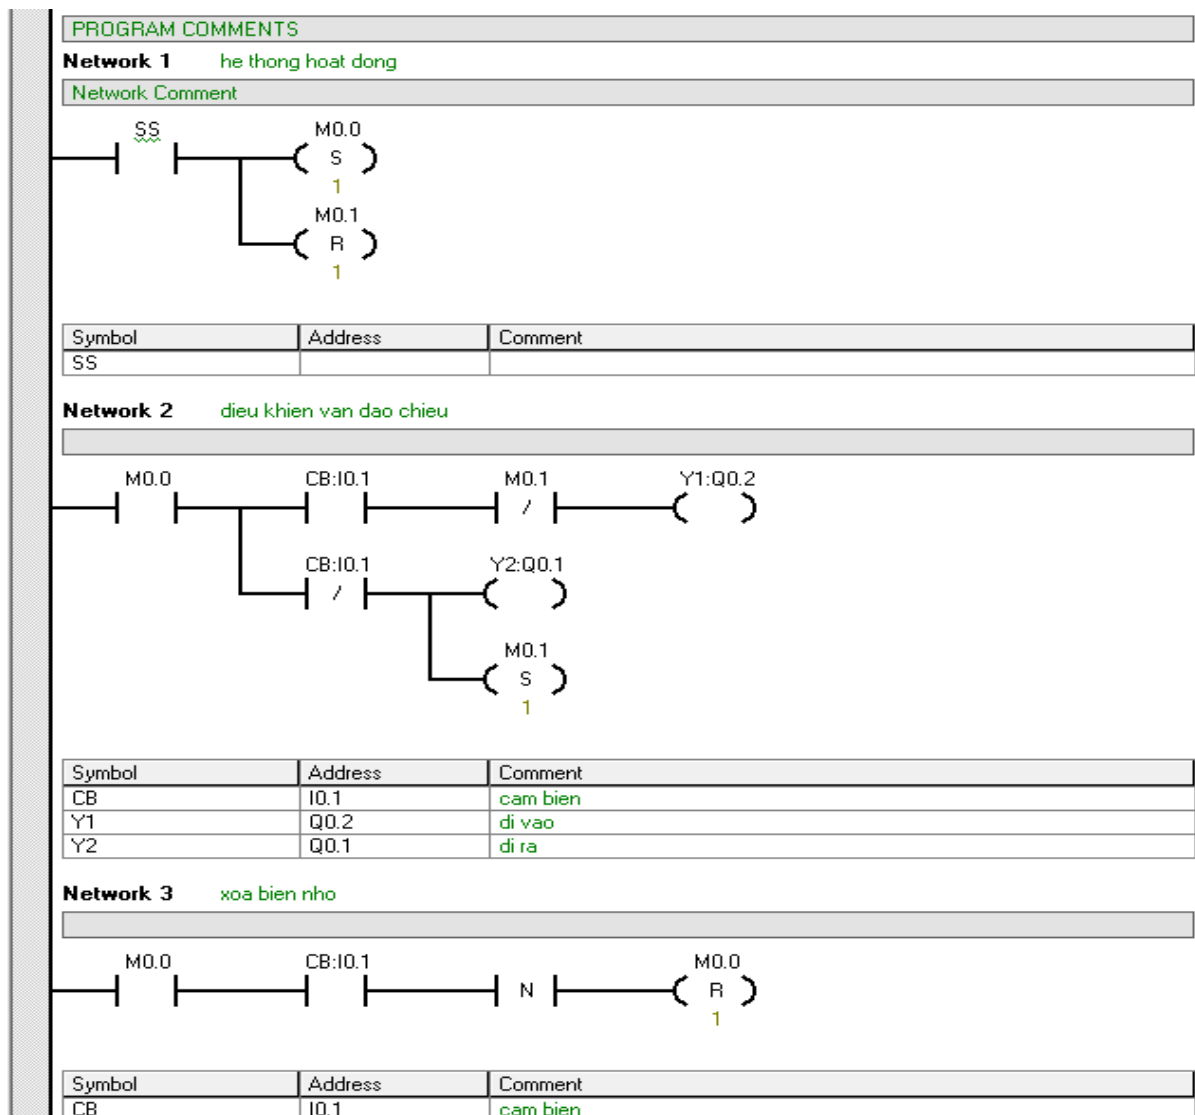 PROGRAM COMMENTS
Network 1 he thong hoat dong
Network Comment
SS M0.0
S
1
M0.1
R
1
Symbol Address Comment
SS
Network 2 dieu khien van dao chieu
M0.0 CB:I0.1 M0.1 Y1:Q0.2
/
CB:I0.1 Y2:Q0.1
/
M0.1
S
1
Symbol Address Comment
CB I0.1 cam bien
Y1 Q0.2 di vao
Y2 Q0.1 di ra
Network 3 xoa bien nho
M0.0 CB:I0.1 M0.0
N R
1
Symbol Address Comment
CB I0.1 cam bien